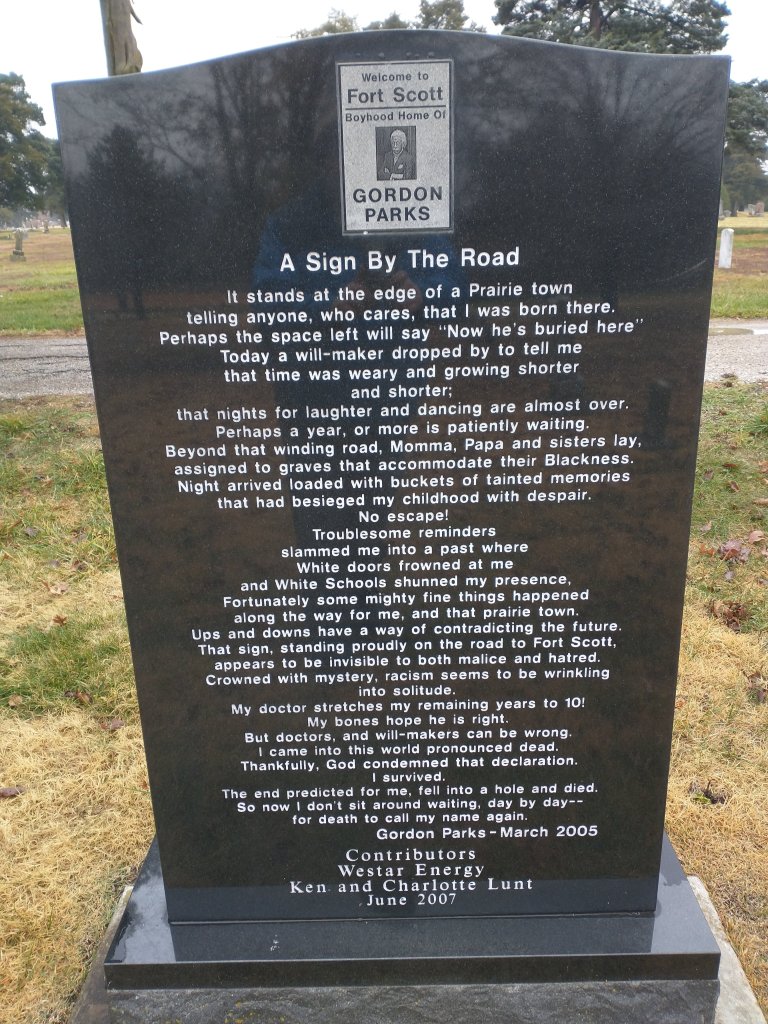 Welcome to
Fort Scott
Boyhood Home Of
GORDON
PARKS
A Sign By The Road
It stands at the edge of a Prairie town
telling anyone, who cares, that I was born there.
Perhaps the space left will say "Now he's buried here"
Today a will-maker dropped by to tell me
that time was weary and growing shorter
and shorter;
that nights for laughter and dancing are almost over.
Perhaps a year, or more is patiently waiting.
Beyond that winding road, Momma, Papa and sisters lay,
assigned to graves that accommodate their Blackness.
Night arrived loaded with buckets of tainted memories
that had besieged my childhood with despair.
No escape!
Troublesome reminders
slammed me into a past where
White doors frowned at me
and White Schools shunned my presence,
Fortunately some mighty fine things happened
along the way for me, and that prairie town.
Ups and downs have a way of contradicting the future.
That sign, standing proudly on the road to Fort Scott,
appears to be invisible to both malice and hatred.
Crowned with mystery, racism seems to be wrinkling
into solitude.
My doctor stretches my remaining years to 10!
My bones hope he is right.
But doctors, and will-makers can be wrong.
I came into this world pronounced dead.
Thankfully, God condemned that declaration.
I survived.
The end predicted for me, fell into a hole and died.
So now I don't sit around waiting, day by day--
for death to call my name again.
Gordon Parks - March 2005
Contributors
Westar Energy
Ken and Charlotte Lunt
June 2007